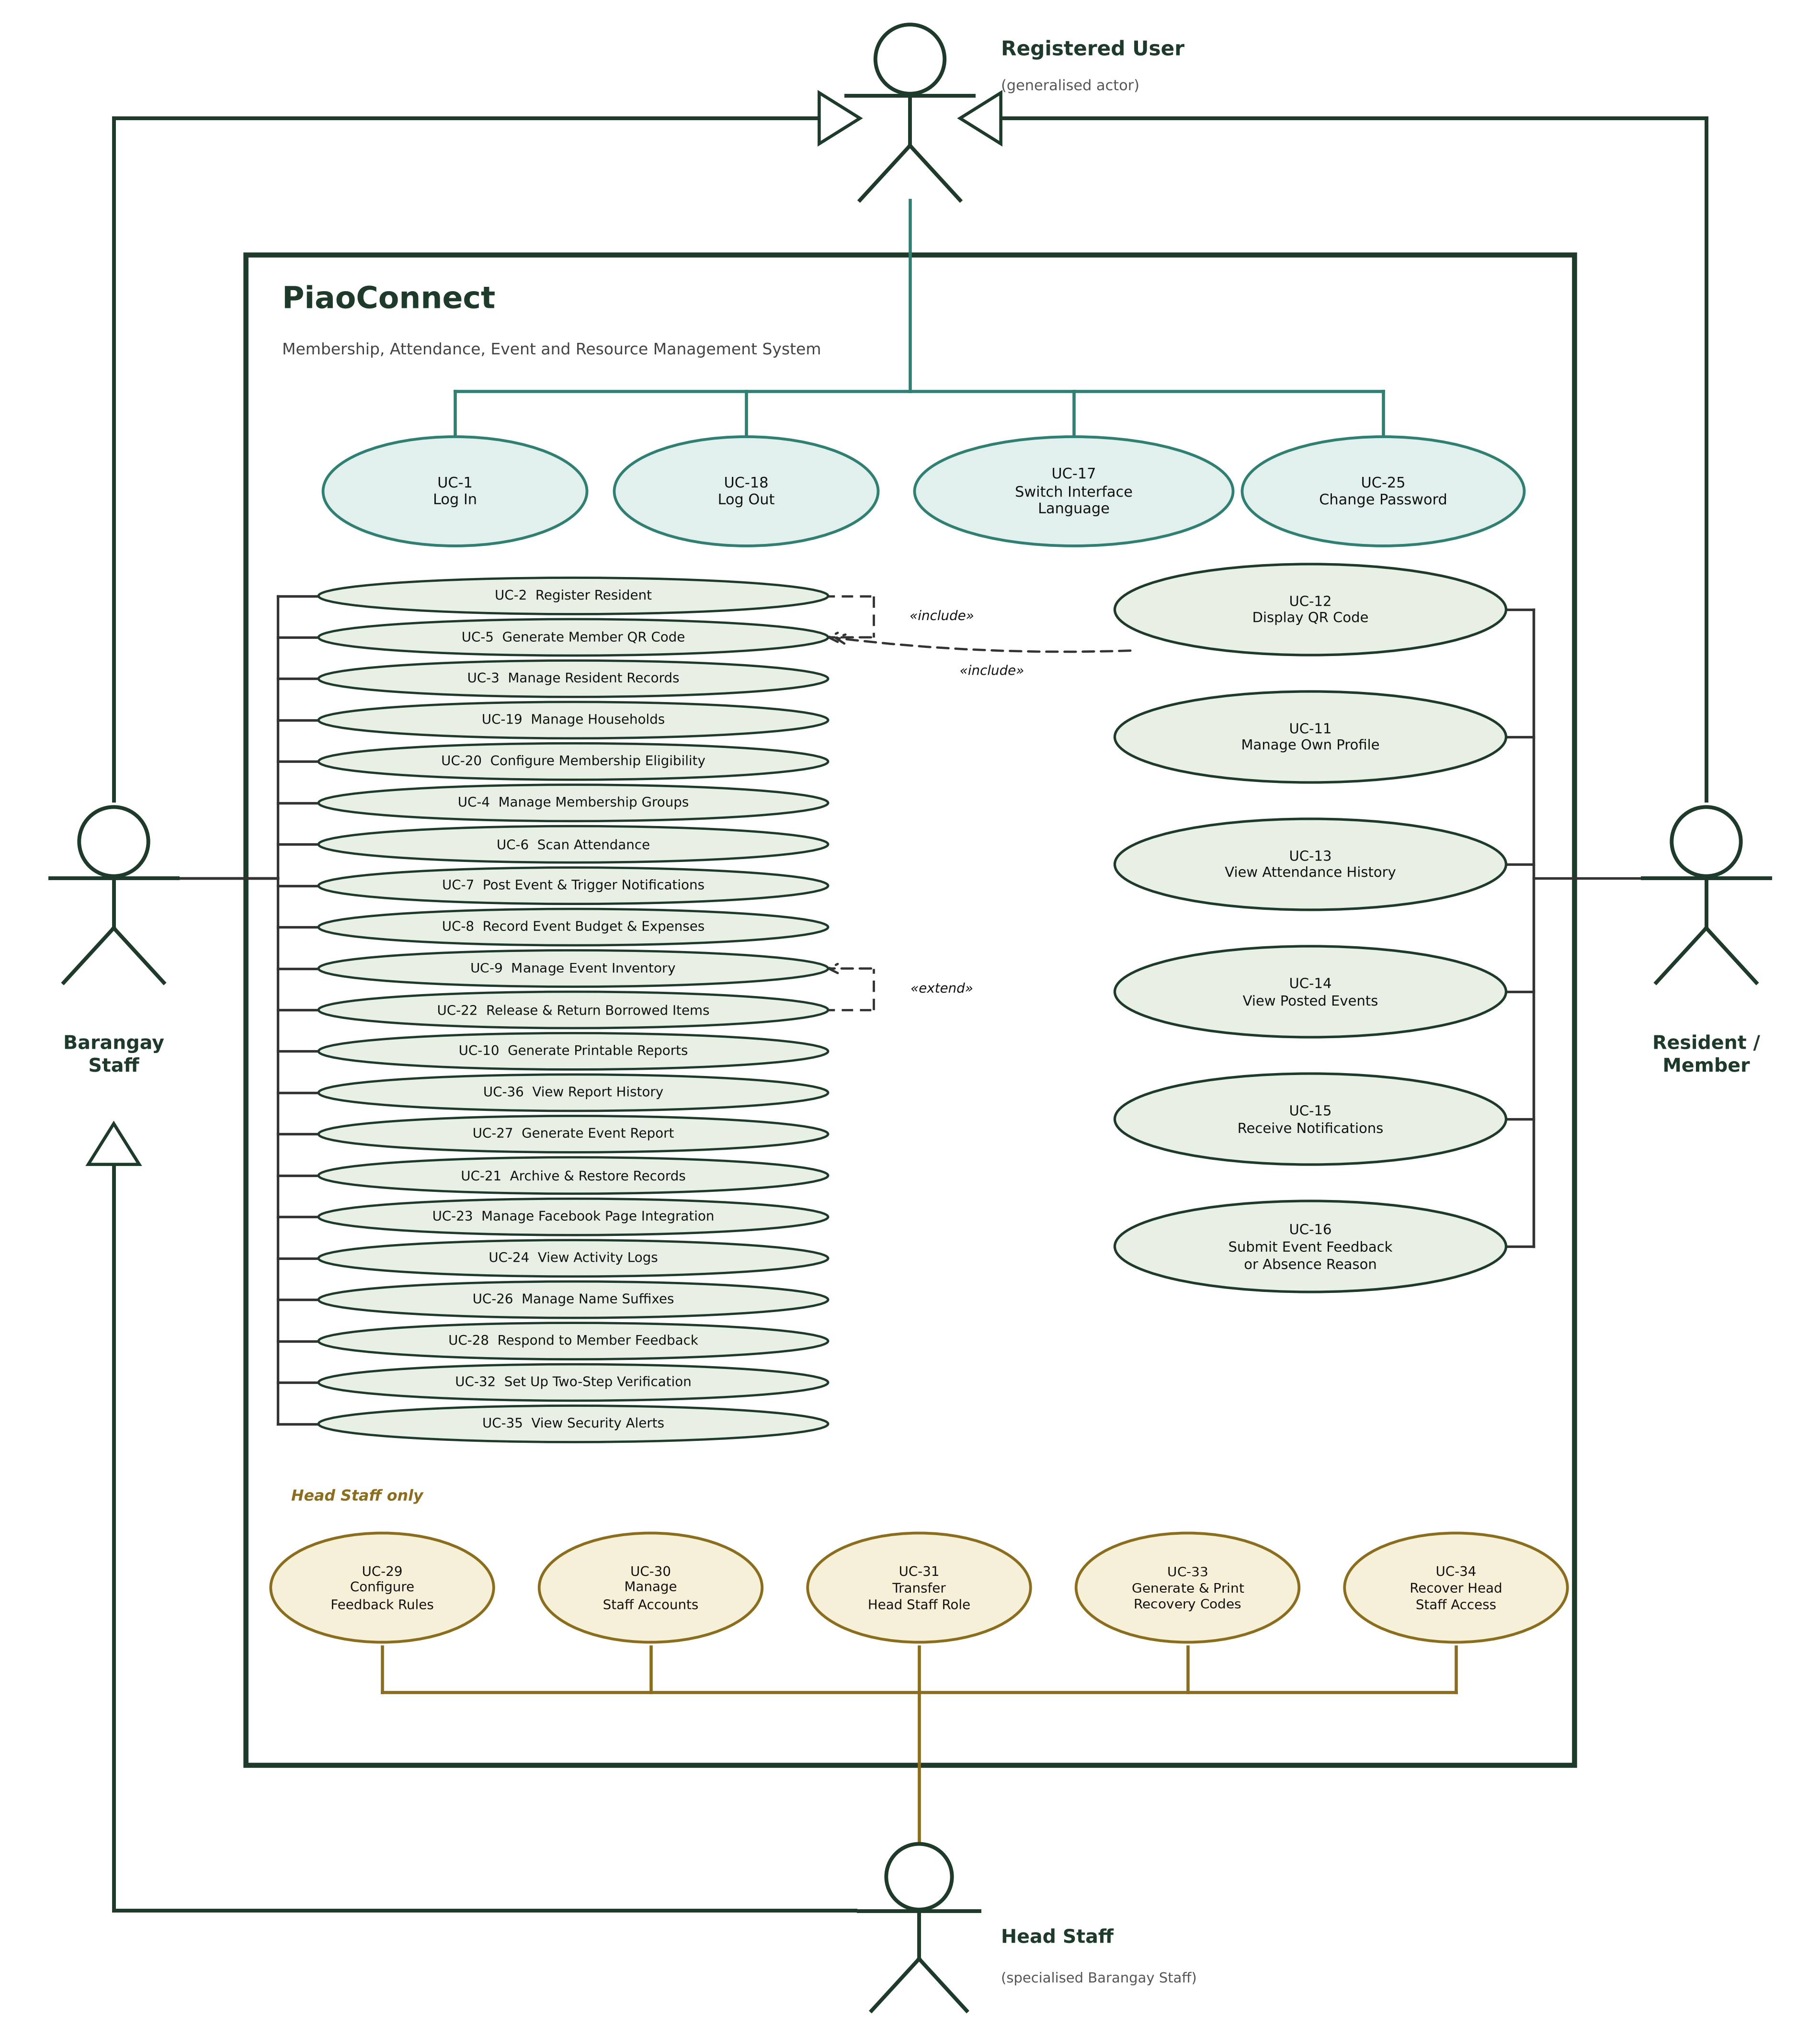 Registered User
(generalised actor)
PiaoConnect
Membership, Attendance, Event and Resource Management System
UC-1
Log In
UC-18
Log Out
UC-17
Switch Interface
Language
UC-25
Change Password
UC-2 Register Resident
«include»
UC-5 Generate Member QR Code
«include»
UC-3 Manage Resident Records
UC-19 Manage Households
UC-20 Configure Membership Eligibility
UC-4 Manage Membership Groups
UC-6 Scan Attendance
UC-7 Post Event & Trigger Notifications
UC-8 Record Event Budget & Expenses
UC-9 Manage Event Inventory
«extend»
UC-22 Release & Return Borrowed Items
UC-10 Generate Printable Reports
UC-36 View Report History
UC-27 Generate Event Report
UC-21 Archive & Restore Records
UC-23 Manage Facebook Page Integration
UC-24 View Activity Logs
UC-26 Manage Name Suffixes
UC-28 Respond to Member Feedback
UC-32 Set Up Two-Step Verification
UC-35 View Security Alerts
UC-12
Display QR Code
UC-11
Manage Own Profile
UC-13
View Attendance History
UC-14
View Posted Events
UC-15
Receive Notifications
UC-16
Submit Event Feedback
or Absence Reason
Barangay
Staff
Resident /
Member
Head Staff only
UC-29
Configure
Feedback Rules
UC-30
Manage
Staff Accounts
UC-31
Transfer
Head Staff Role
UC-33
Generate & Print
Recovery Codes
UC-34
Recover Head
Staff Access
Head Staff
(specialised Barangay Staff)